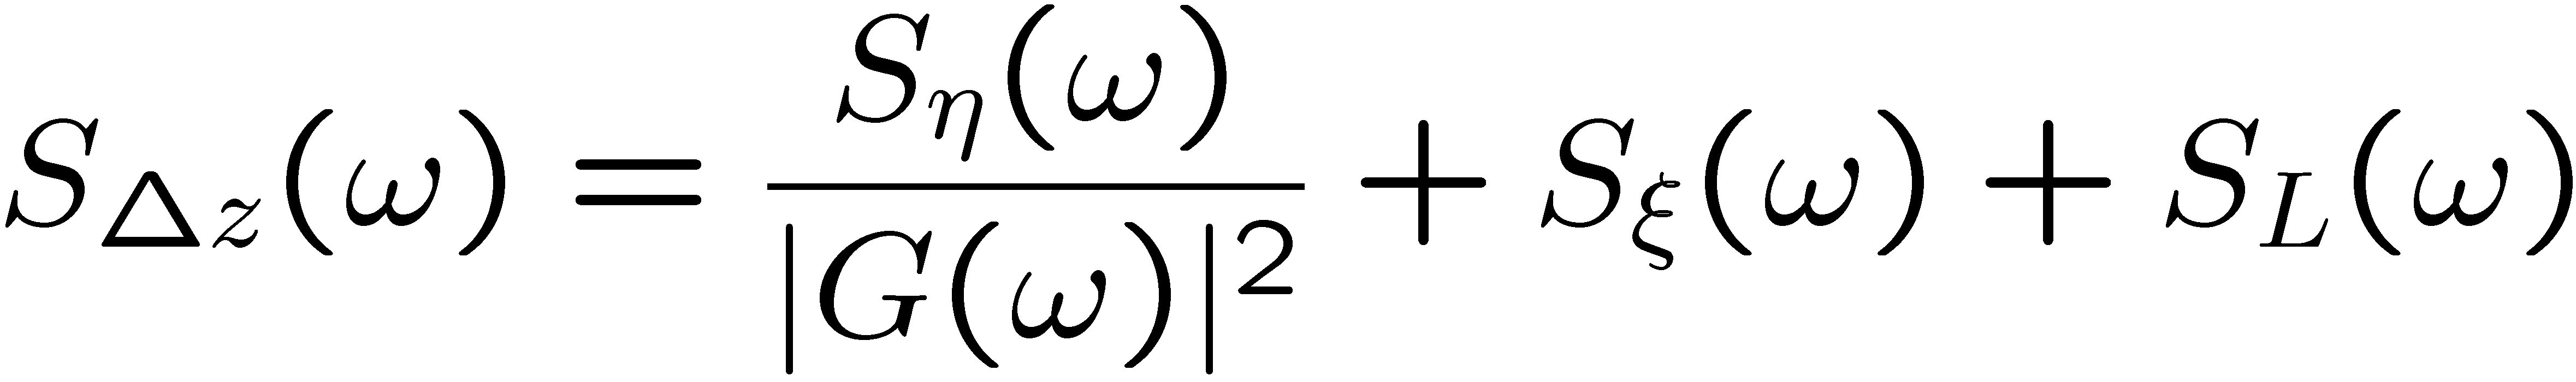 S_{\Delta z}(\omega) = \frac{S_{\eta}(\omega)}{|G(\omega)|^2} + S_{\xi}(\omega) + S_L(\omega)